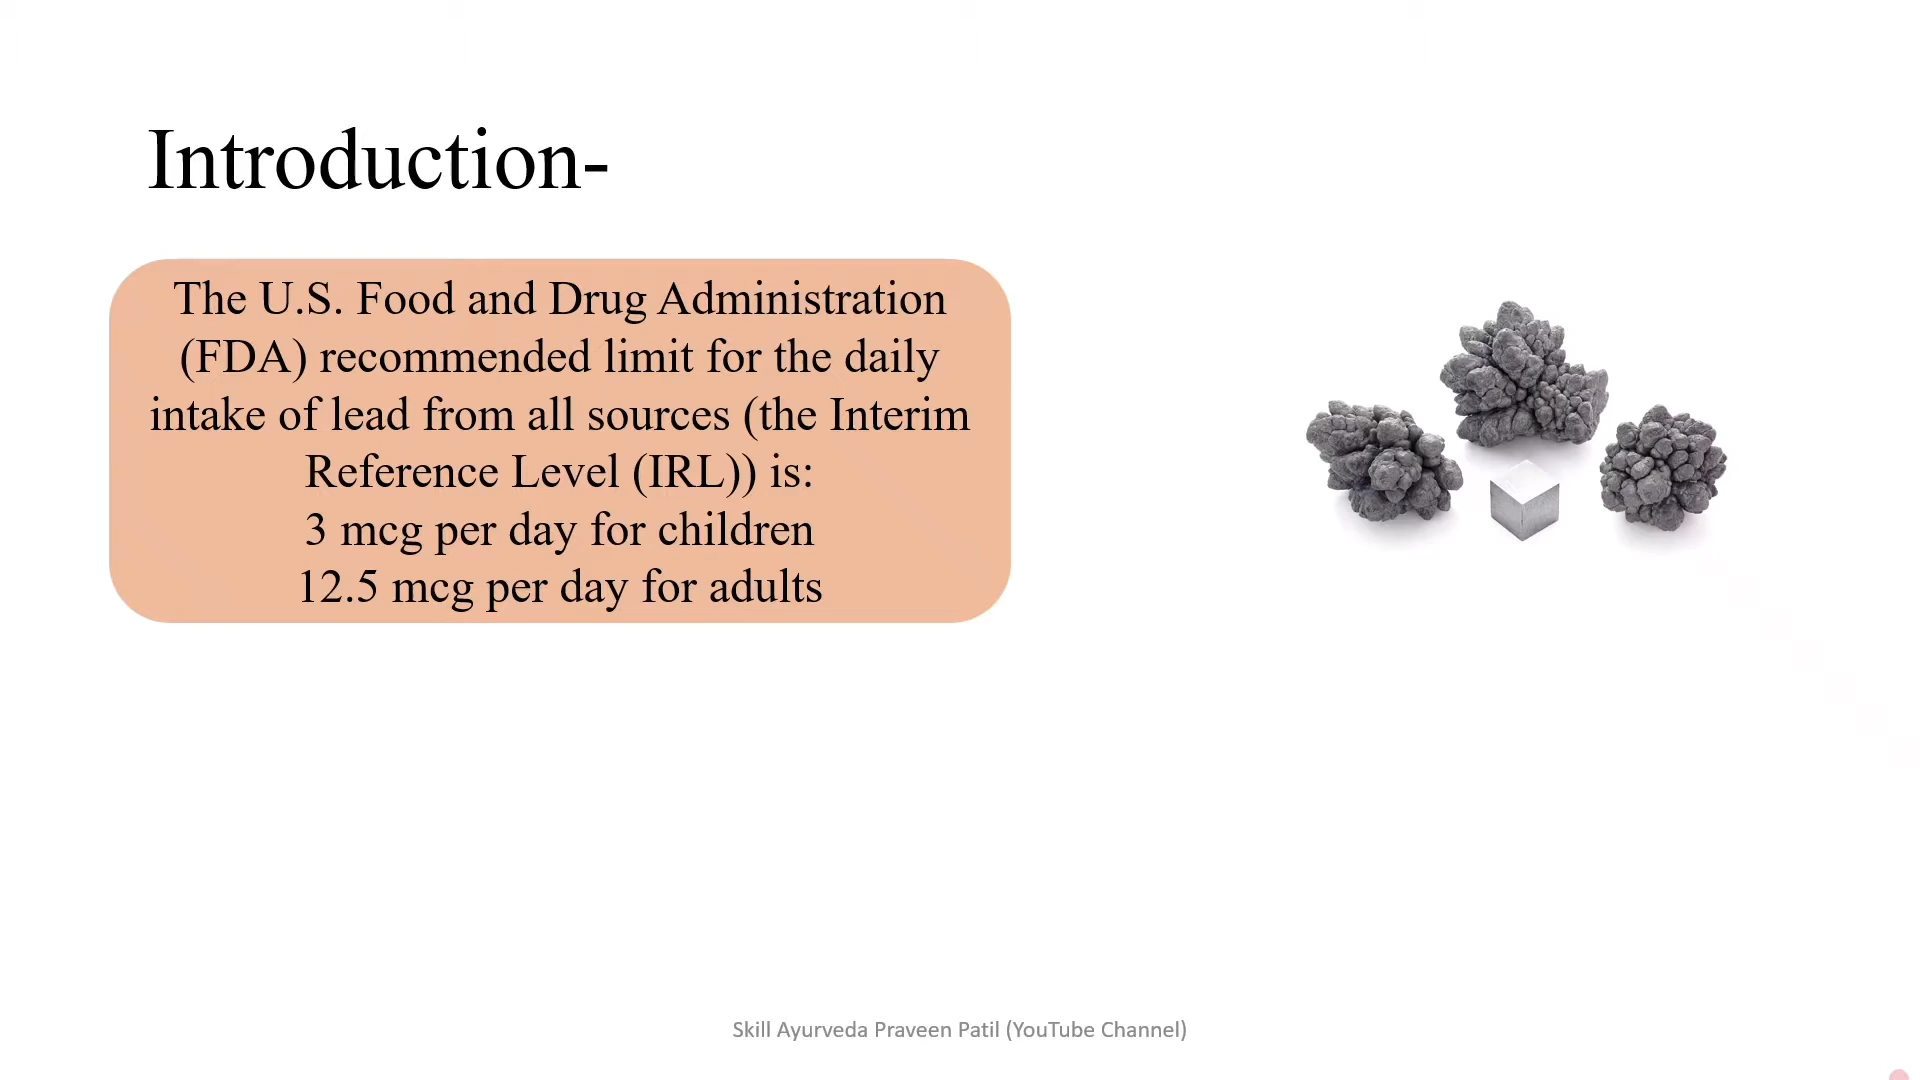 Introduction-
The U.S. Food and Drug Administration
(FDA) recommended limit for the daily
intake of lead from all sources (the Interim
Reference Level (IRL)) is:
3 mcg per day for children
12.5 mcg per day for adults
Skill Ayurveda Praveen Patil (YouTube Channel)